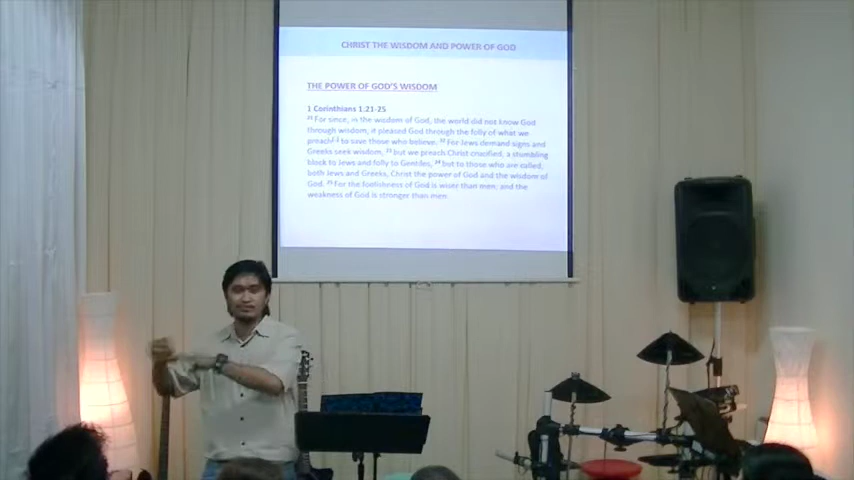 CHRIST THE WISDOM AND POWER OF GOD
THE POWER OF GOD'S WISDOM
1 Corinthians 1.21-25
21 For since, in the wisdom of God, the world did not know God
through wisdom, it pleased God through the folly of what we
preach to save those who believe. 22 For Jews demand signs and
Greeks seek wisdom, 23 but we preach Christ crucified, a stumbling
block to Jews and folly to Gentiles, 24 but to those who are called,
both Jews and Greeks, Christ the power of God and the wisdom of
God. 25 For the foolishness of God is wiser than men, and the
weakness of God is stronger than men.